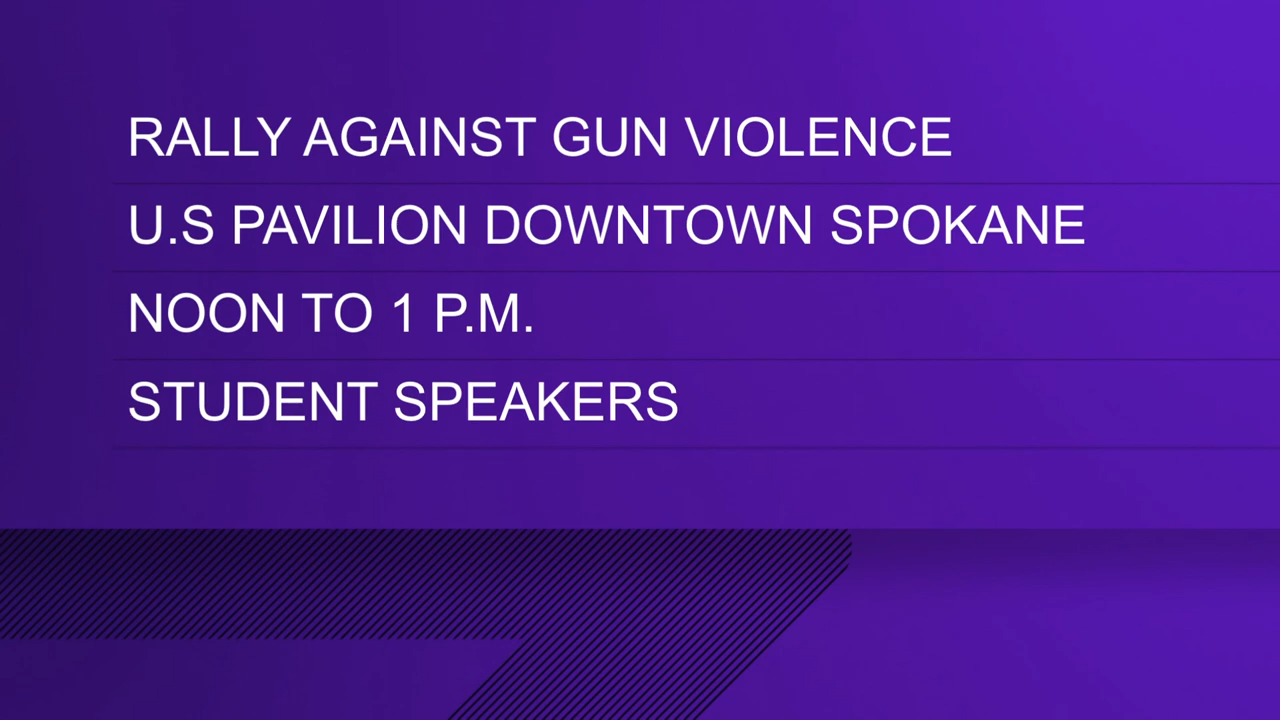 RALLY AGAINST GUN VIOLENCE
U.S PAVILION DOWNTOWN SPOKANE
NOON TO 1 P.M.
STUDENT SPEAKERS